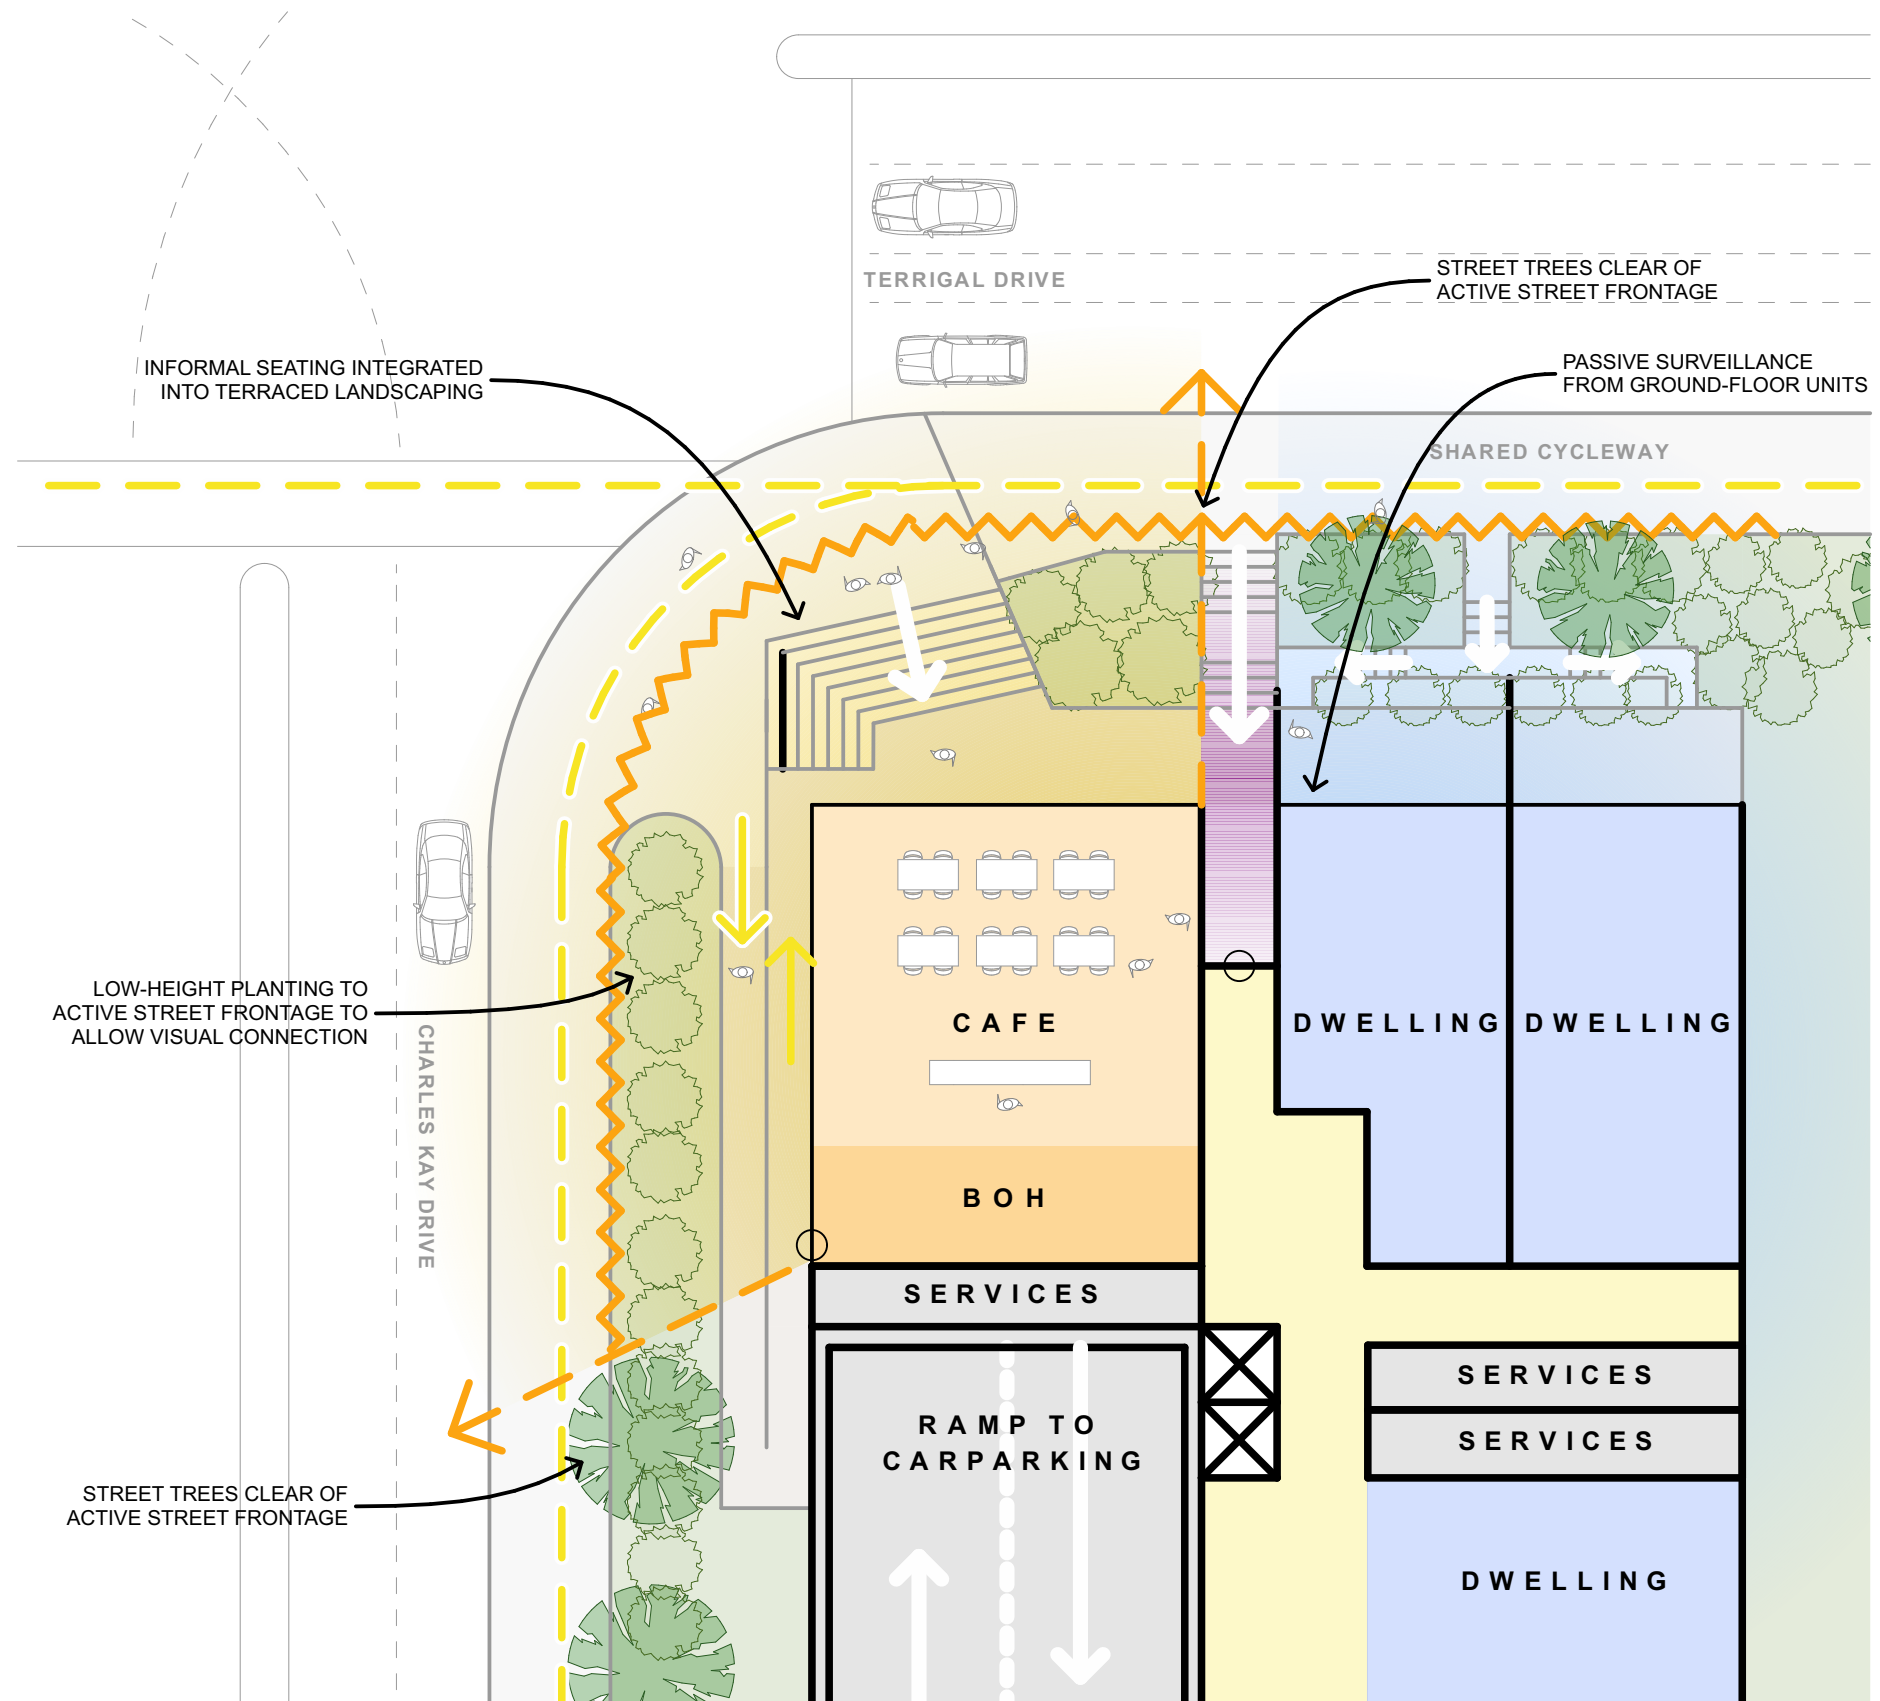 TERRIGAL DRIVE
STREET TREES CLEAR OF
ACTIVE STREET FRONTAGE
INFORMAL SEATING INTEGRATED
INTO TERRACED LANDSCAPING
PASSIVE SURVEILLANCE
FROM GROUND-FLOOR UNITS
SHARED CYCLEWAY
LOW-HEIGHT PLANTING TO
ACTIVE STREET FRONTAGE TO
ALLOW VISUAL CONNECTION
CHARLES KAY DRIVE
CAFE
DWELLING
DWELLING
BOH
SERVICES
SERVICES
SERVICES
RAMP TO
CARPARKING
STREET TREES CLEAR OF
ACTIVE STREET FRONTAGE
DWELLING